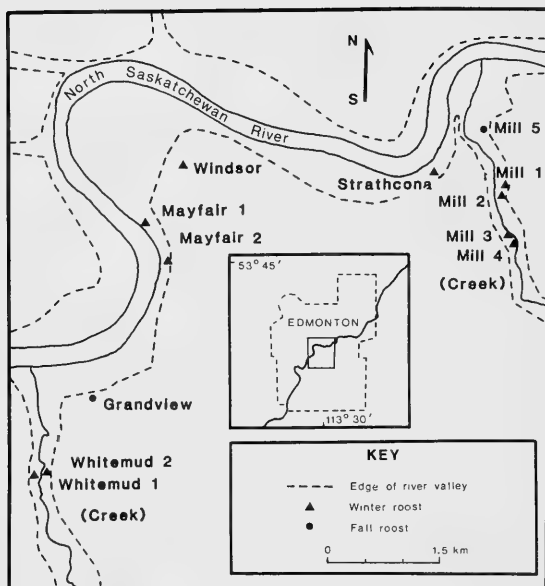 N
S
North Saskatchewan River
Windsor
Strathcona
Mill 5
Mill 1
Mill 2
Mill 3
Mill 4
(Creek)
Mayfair 1
Mayfair 2
53° 45′
EDMONTON
113° 30′
Grandview
Whitemud 2
Whitemud 1
(Creek)
KEY
Edge of river valley
Winter roost
Fall roost
0 1.5 km